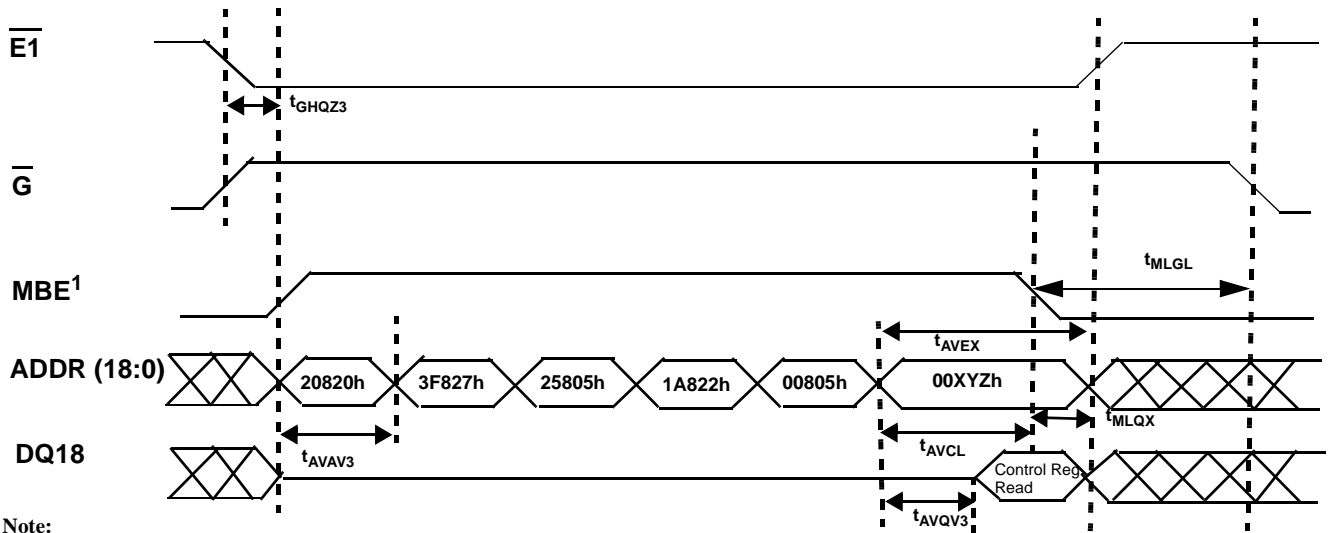 E1
tGHQZ3
G
MBE1
tMLGL
tAVEX
ADDR (18:0)
20820h
3F827h
25805h
1A822h
00805h
00XYZh
tMLQX
tAVAV3
tAVCL
DQ18
Control Reg
Read
tAVQV3
Note: